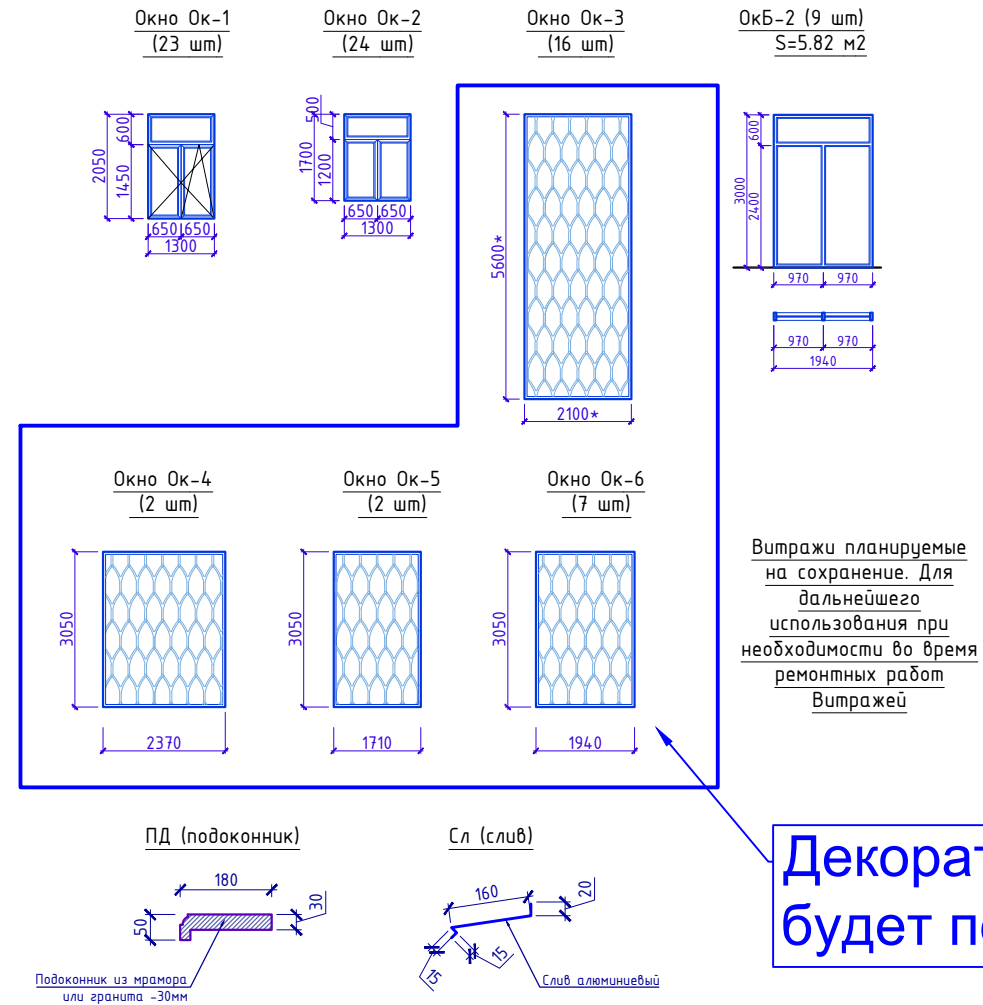 Окно Ок-1
(23 шт)
Окно Ок-2
(24 шт)
Окно Ок-3
(16 шт)
ОкБ-2 (9 шт)
S=5.82 м2
2050
600
1450
650
650
1300
500
1700
1200
650
650
1300
5600*
2100*
600
3000
2400
970
970
970
970
1940
Окно Ок-4
(2 шт)
Окно Ок-5
(2 шт)
Окно Ок-6
(7 шт)
3050
2370
3050
1710
3050
1940
Витражи планируемые
на сохранение. Для
дальнейшего
использования при
необходимости во время
ремонтных работ
Витражей
ПД (подоконник)
180
50
30
Подоконник из мрамора
или гранита -30мм
Сл (слив)
160
20
15
15
Слив алюминиевый
Декорат
будет п